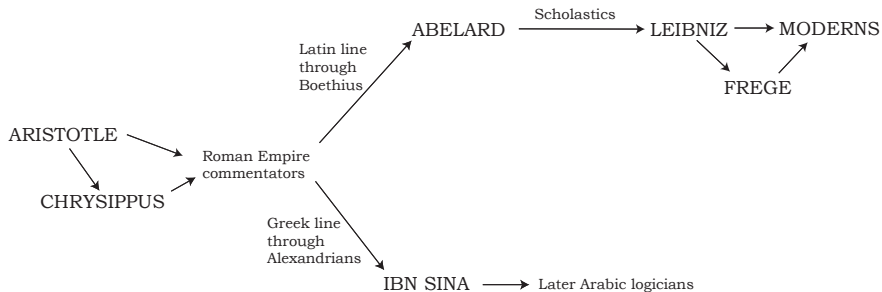 Scholastics
ABELARD
LEIBNIZ
MODERNS
Latin line
through
Boethius
FREGE
ARISTOTLE
Roman Empire
commentators
CHRYSIPPUS
Greek line
through
Alexandrians
IBN SINA
Later Arabic logicians